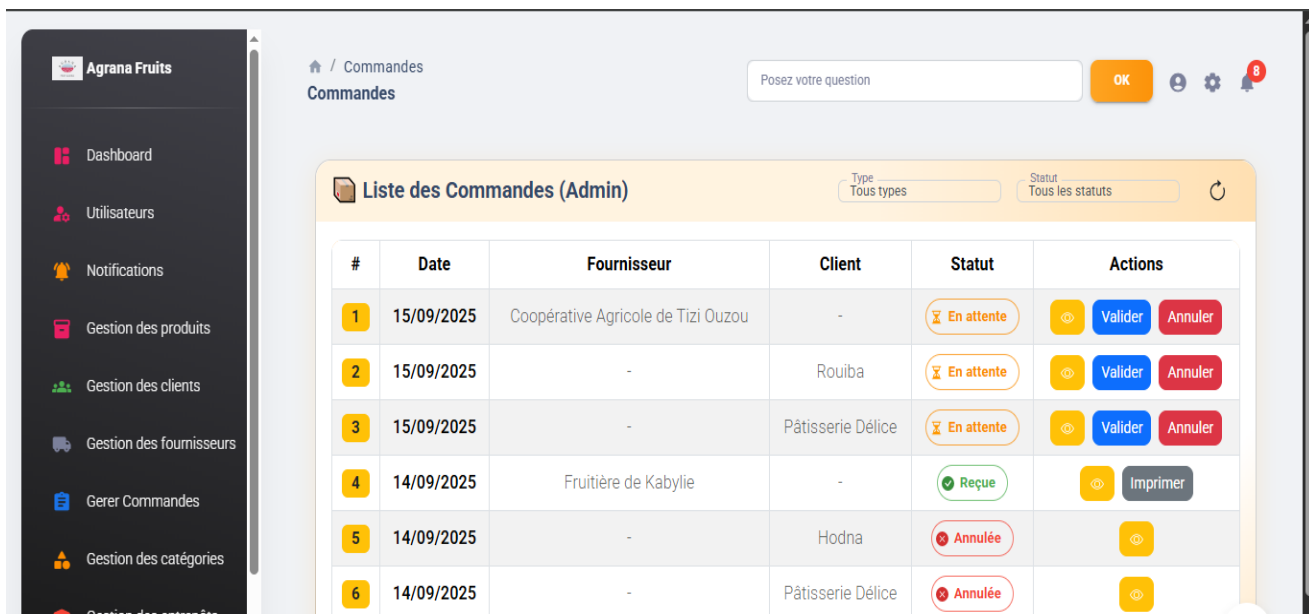 Agrana Fruits
Dashboard
Utilisateurs
Notifications
Gestion des produits
Gestion des clients
Gestion des fournisseurs
Gerer Commandes
Gestion des catégories
/ Commandes
Commandes
Posez votre question
OK
8
Liste des Commandes (Admin)
Type
Tous types
Statut
Tous les statuts
# Date Fournisseur Client Statut Actions
1 15/09/2025 Coopérative Agricole de Tizi Ouzou - En attente Valider Annuler
2 15/09/2025 - Rouiba En attente Valider Annuler
3 15/09/2025 - Pâtisserie Délice En attente Valider Annuler
4 14/09/2025 Fruitière de Kabylie - Reçue Imprimer
5 14/09/2025 - Hodna Annulée
6 14/09/2025 - Pâtisserie Délice Annulée